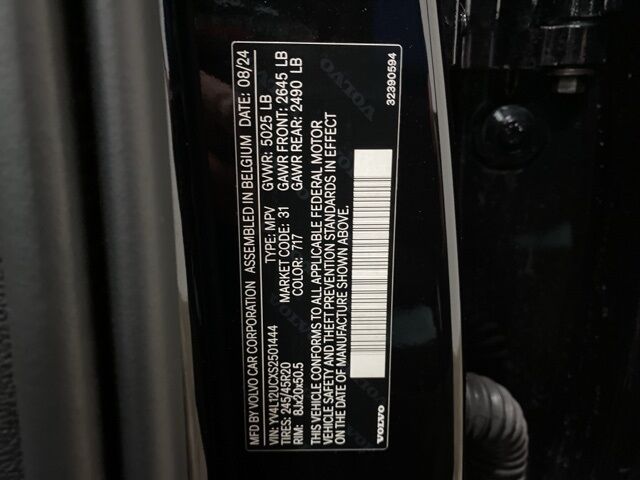 MFD BY VOLVO CAR CORPORATION ASSEMBLED IN BELGIUM DATE: 08/24
VIN: YV4L12UCXS2501444 TYPE: MPV GVWR: 5025 LB
TIRES: 245/45R20 MARKET CODE: 31 GAWR FRONT: 2645 LB
RIM: 8Jx20x50.5 COLOR: 717 GAWR REAR: 2490 LB
THIS VEHICLE CONFORMS TO ALL APPLICABLE FEDERAL MOTOR
VEHICLE SAFETY AND THEFT PREVENTION STANDARDS IN EFFECT
ON DATE OF MANUFACTURE SHOWN ABOVE.
VOLVO
32390594